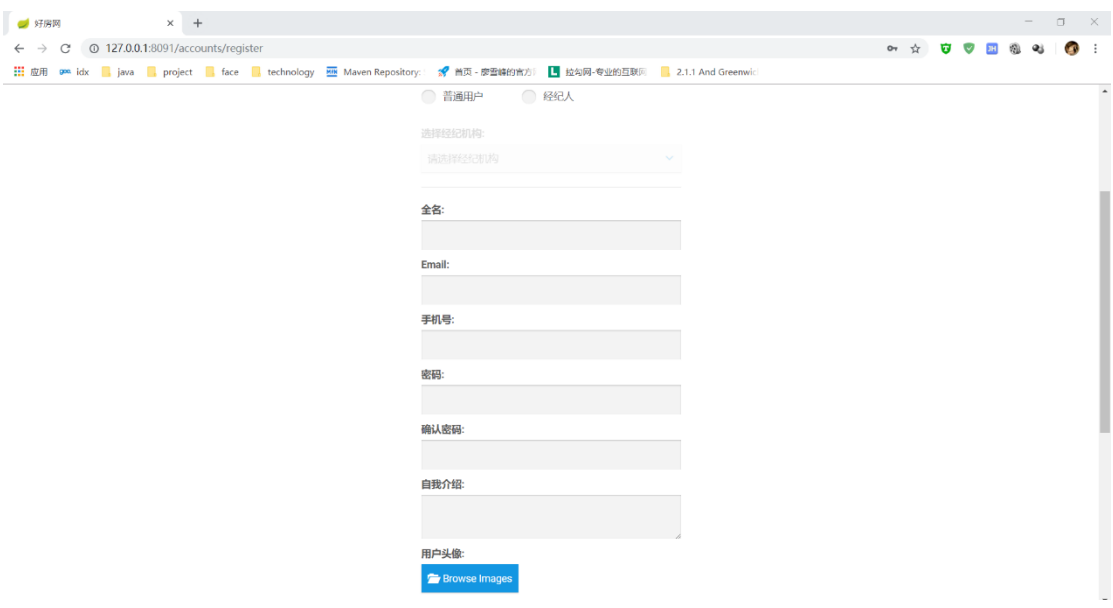 好房网
127.0.0.1:8091/accounts/register
应用 idx java project face technology Maven Repository: 首页 - 廖雪峰的官方 拉勾网-专业的互联网 2.1.1 And Greenwic
普通用户 经纪人
选择经纪机构:
请选择经纪机构
全名:
Email:
手机号:
密码:
确认密码:
自我介绍:
用户头像:
Browse Images